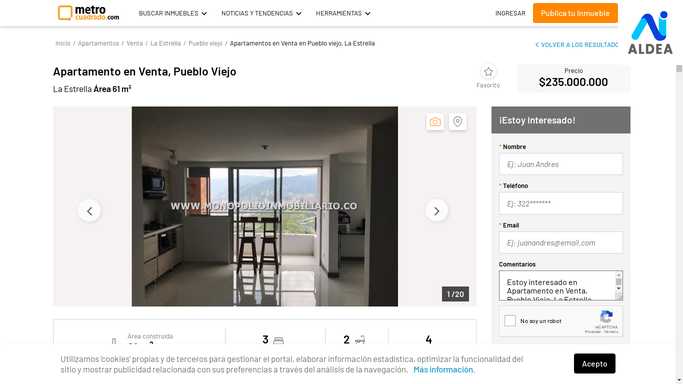 metro
cuadrado.com
BUSCAR INMUEBLES
NOTICIAS Y TENDENCIAS
HERRAMIENTAS
INGRESAR
Publica tu Inmueble
Inicio / Apartamentos / Venta / La Estrella / Pueblo viejo / Apartamentos en Venta en Pueblo viejo, La Estrella
VOLVER A LOS RESULTADO
ALDEA
Apartamento en Venta, Pueblo Viejo
La Estrella Área 61 m²
Favorito
Precio
$235.000.000
WWW.MONOPOLIOINMOBILIARIO.CO
1 / 20
¡Estoy Interesado!
* Nombre
Ej: Juan Andres
* Teléfono
Ej: 322*******
* Email
Ej: juanandres@email.com
Comentarios
Estoy interesado en
Apartamento en Venta,
Pueblo Viejo, La Estrella
No soy un robot
reCAPTCHA
Privacidad - Términos
Área construida
3
2
4
Utilizamos 'cookies' propias y de terceros para gestionar el portal, elaborar información estadística, optimizar la funcionalidad del
sitio y mostrar publicidad relacionada con sus preferencias a través del análisis de la navegación. Más información.
Acepto